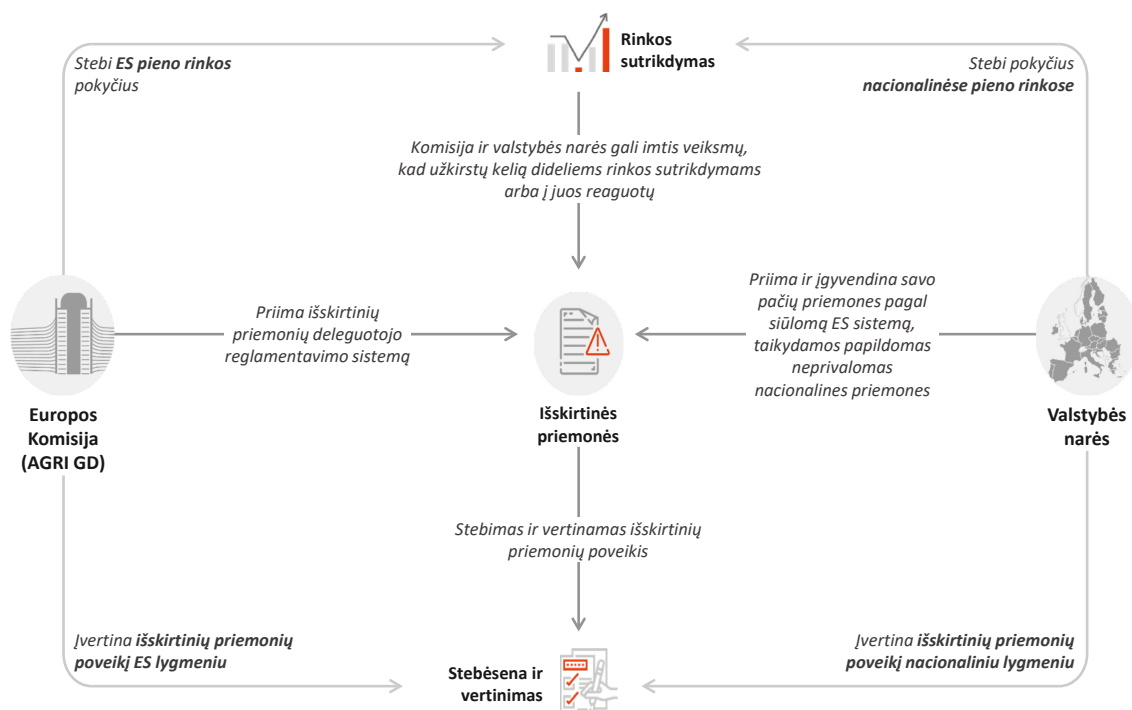 Rinkos
sutrikdymas
Stebi ES pieno rinkos
pokyčius
Stebi pokyčius
nacionalinėse pieno rinkose
Komisija ir valstybės narės gali imtis veiksmų,
kad užkirstų kelią dideliems rinkos sutrikdymams
arba į juos reaguotų
Priima išskirtinių
priemonių deleguotojo
reglamentavimo sistemą
Priima ir įgyvendina savo
pačių priemones pagal
siūlomą ES sistemą,
taikydamos papildomas
neprivalomas
nacionalines priemones
Europos
Komisija
(AGRI GD)
Išskirtinės
priemonės
Valstybės
narės
Stebimas ir vertinamas išskirtinių
priemonių poveikis
Įvertina išskirtinių priemonių
poveikį ES lygmeniu
Įvertina išskirtinių priemonių
poveikį nacionaliniu lygmeniu
Stebėsena ir
vertinimas